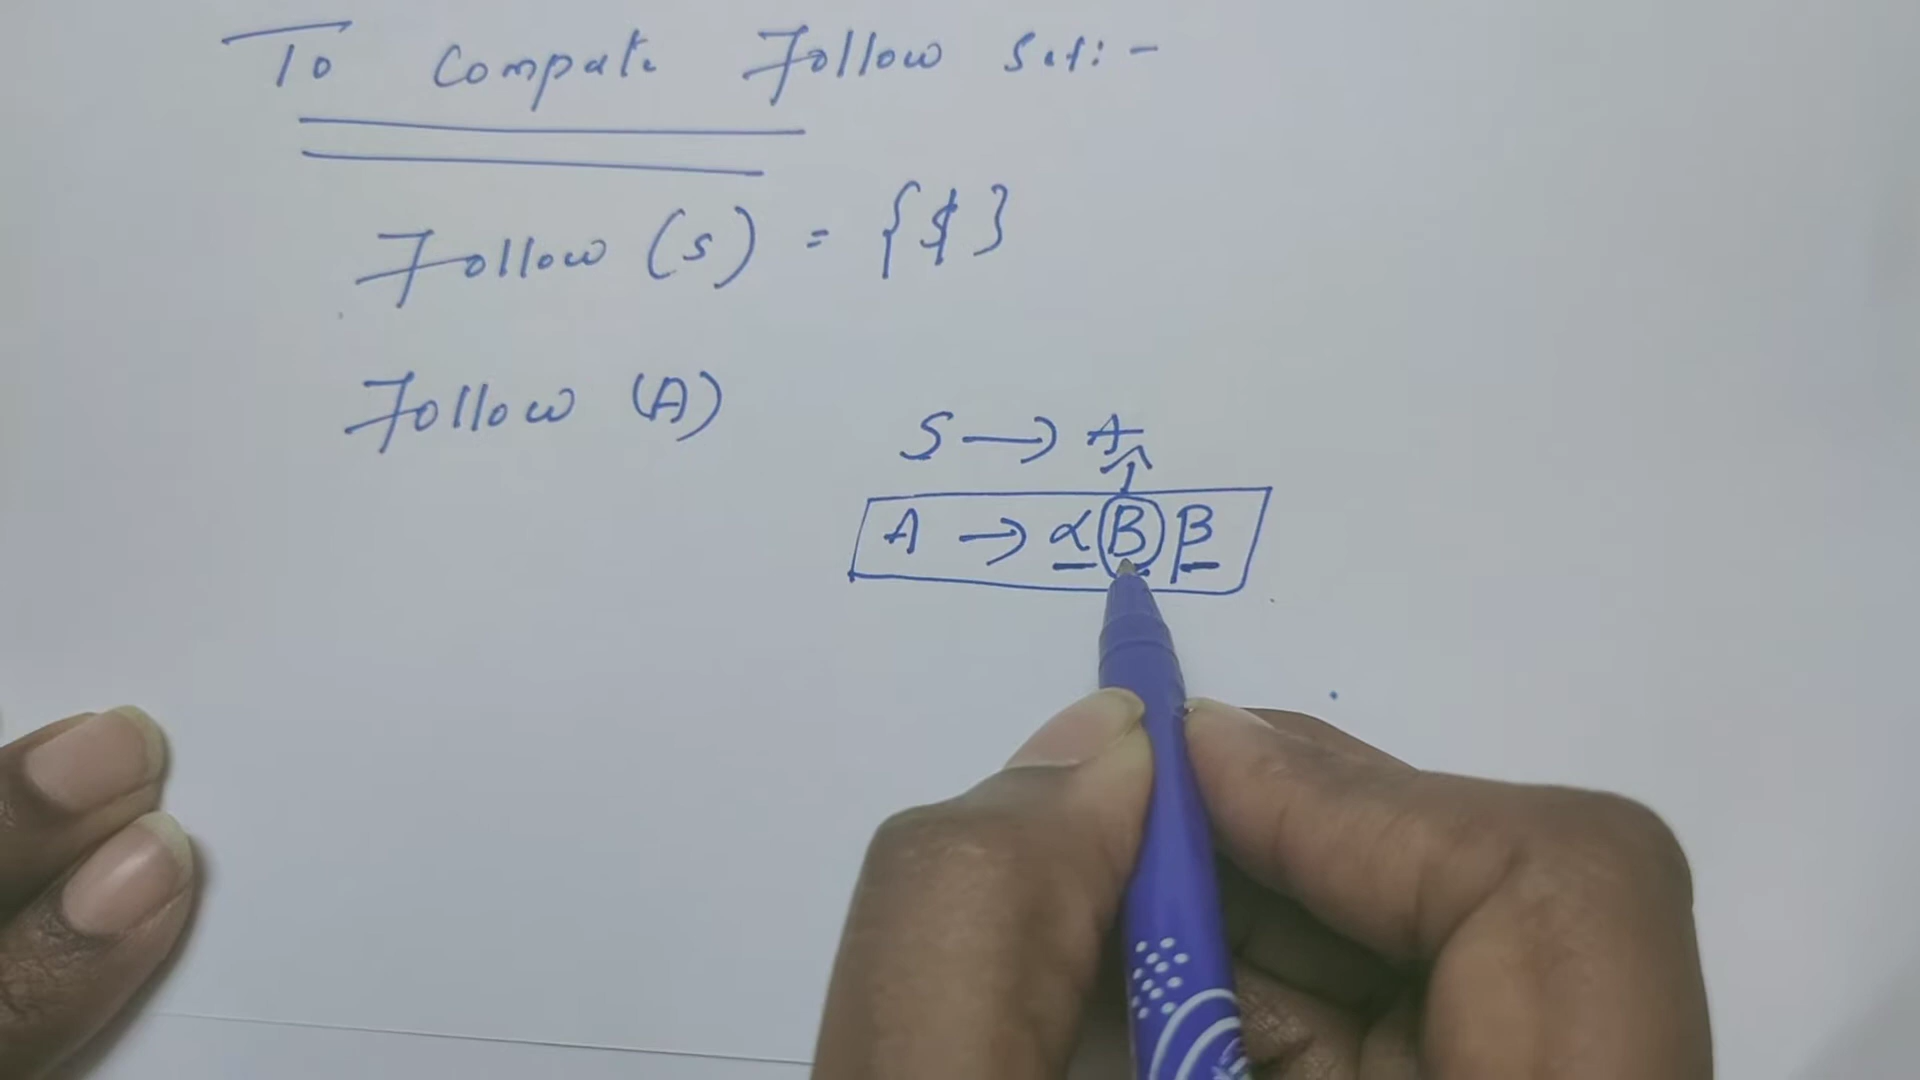 To Compute Follow Set:-
Follow (S) = {$}
Follow (A)
S → A
A → α B β